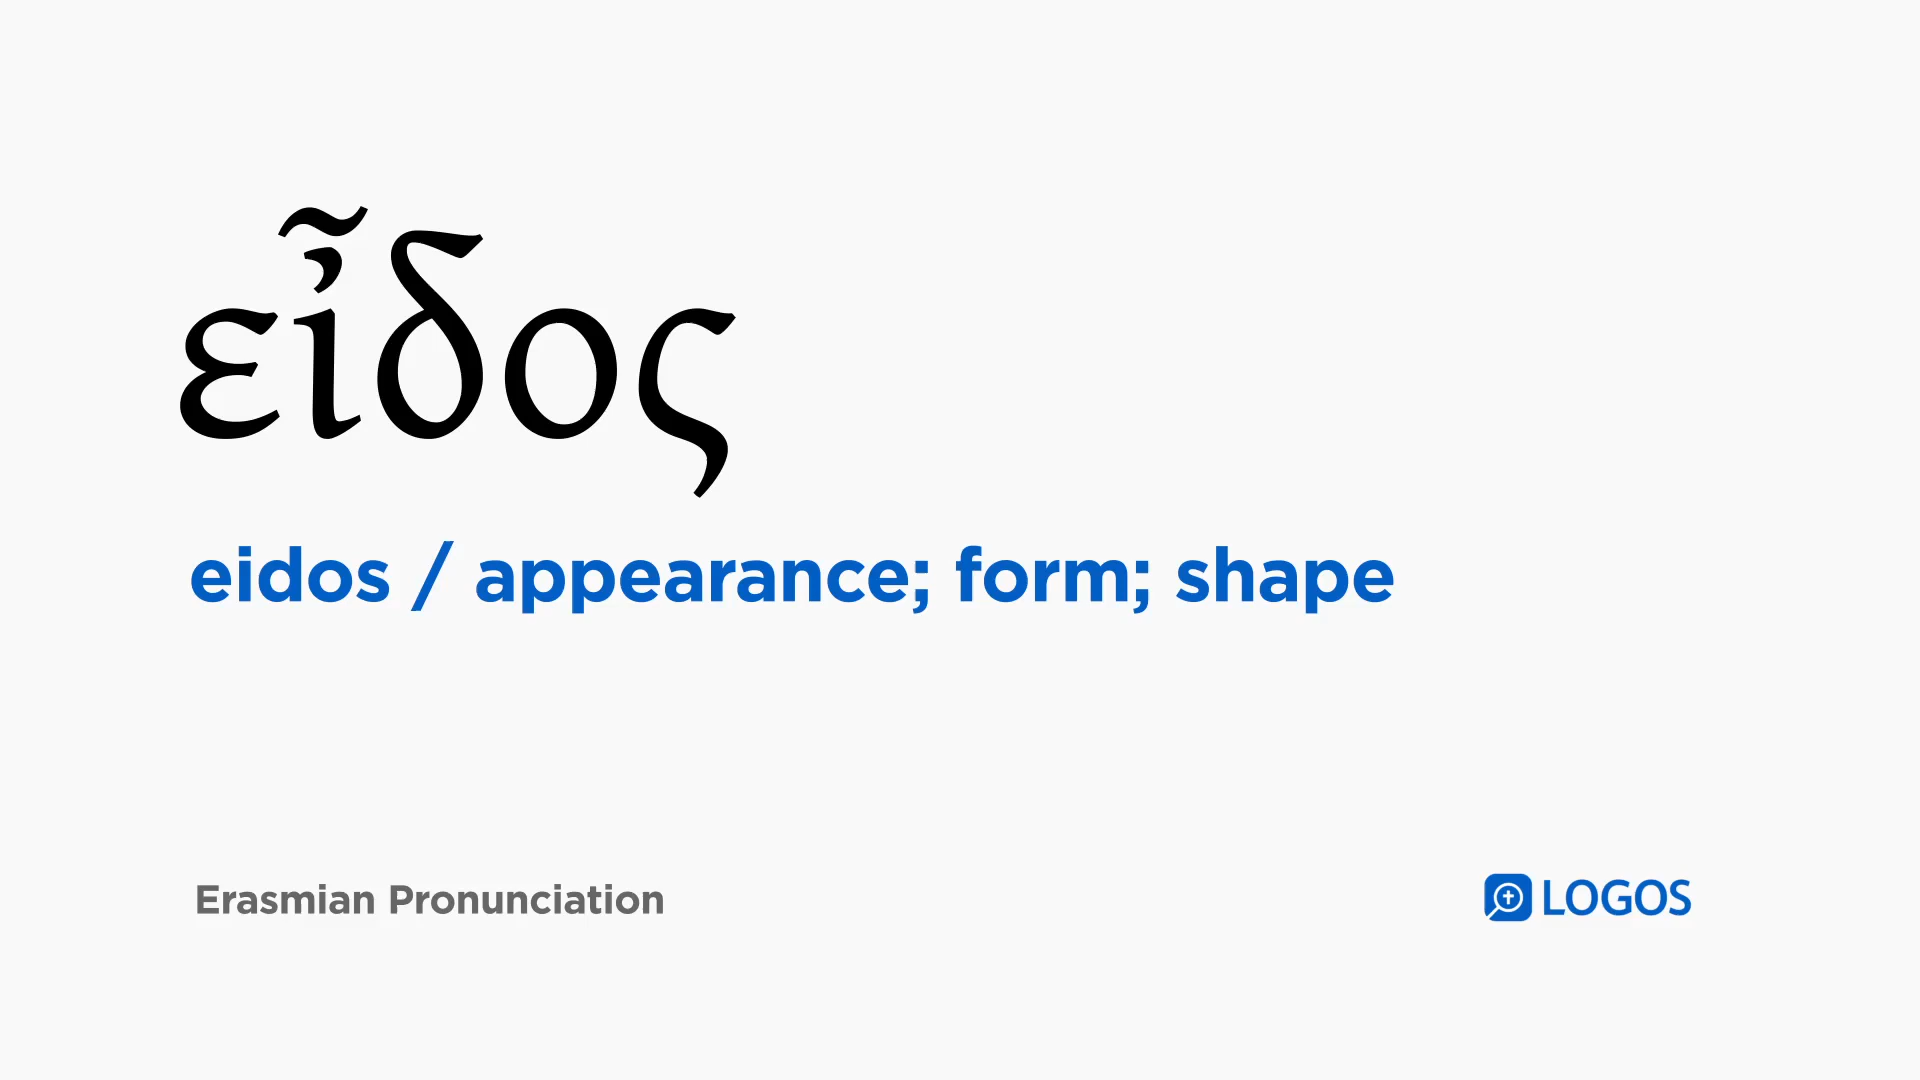 εἶδος
eidos / appearance; form; shape
Erasmian Pronunciation
LOGOS